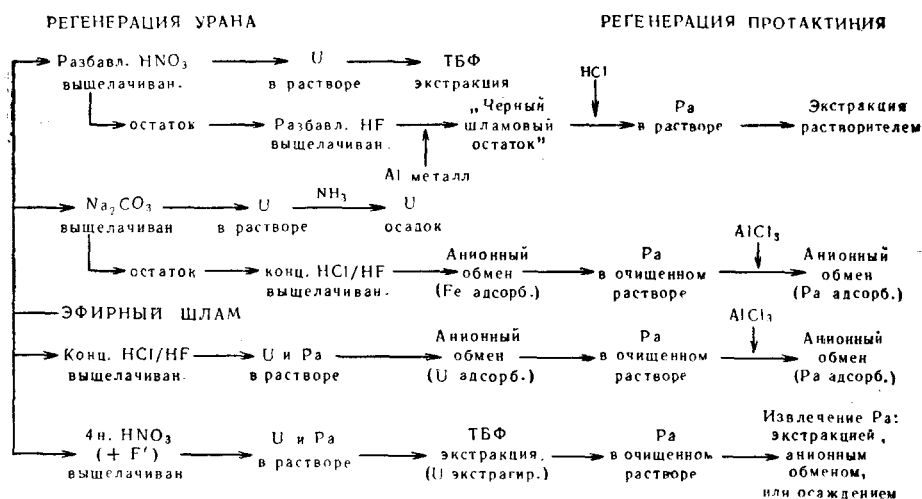 РЕГЕНЕРАЦИЯ УРАНА
РЕГЕНЕРАЦИЯ ПРОТАКТИНИЯ
Разбавл. HNO₃
выщелачиван.
U
в растворе
ТБФ
экстракция
остаток
Разбавл. HF
выщелачиван.
Al металл
„Черный
шламовый
остаток"
HCl
Pa
в растворе
Экстракция
растворителем
Na₂CO₃
выщелачиван
U
в растворе
NH₃
U
осадок
остаток
конц. HCl/HF
выщелачиван.
Анионный
обмен
(Fe адсорб.)
Pa
в очищенном
растворе
AlCl₃
Анионный
обмен
(Pa адсорб.)
ЭФИРНЫЙ ШЛАМ
Конц. HCl/HF
выщелачиван.
U и Pa
в растворе
Анионный
обмен
(U адсорб.)
Pa
в очищенном
растворе
AlCl₃
Анионный
обмен
(Pa адсорб.)
4н. HNO₃
(+ F′)
выщелачиван
U и Pa
в растворе
ТБФ
экстракция,
(U экстрагир.)
Pa
в очищенном
растворе
Извлечение Pa:
экстракцией,
анионным
обменом,
или осаждением